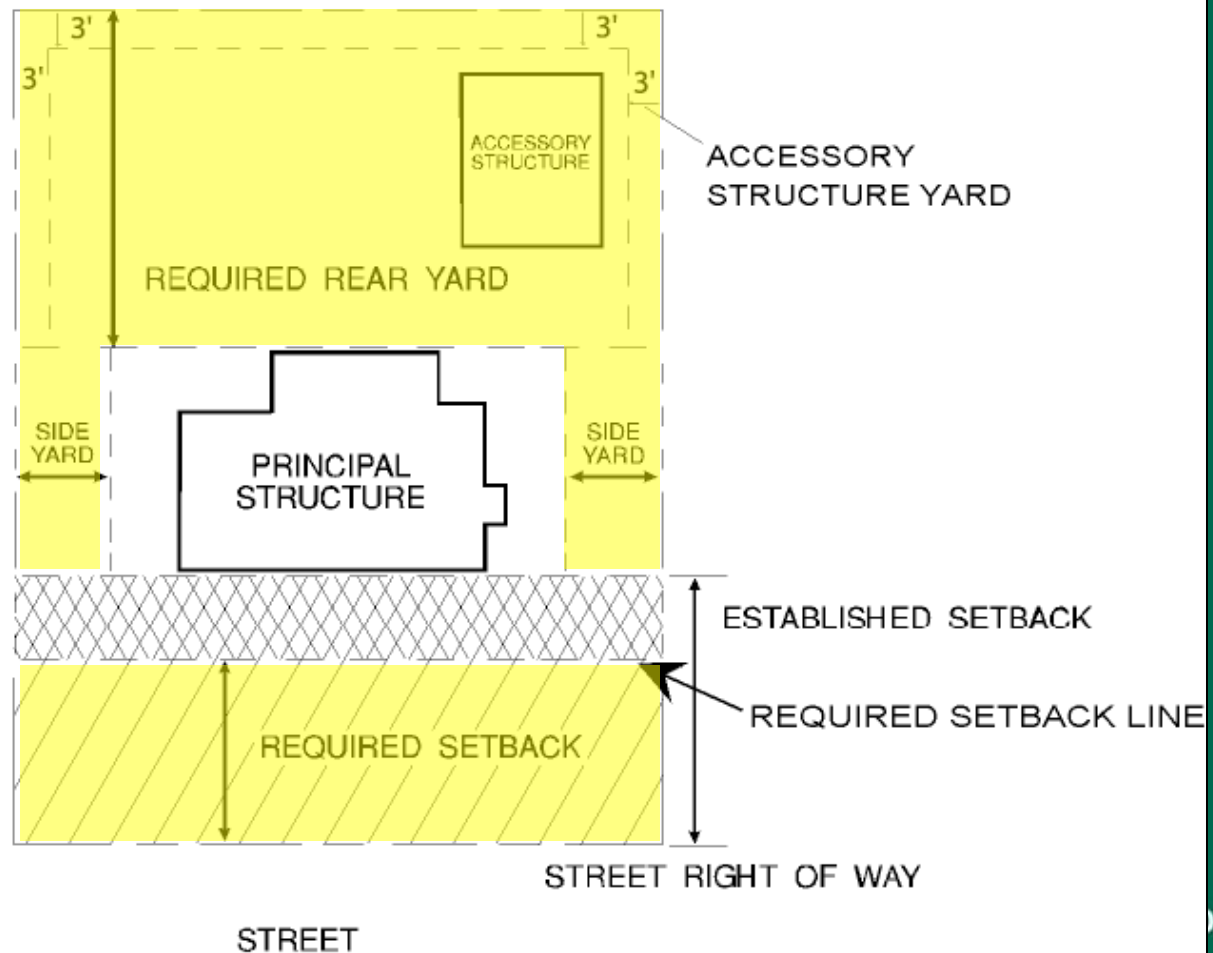 3'
3'
3'
3'
ACCESSORY
STRUCTURE
ACCESSORY
STRUCTURE YARD
REQUIRED REAR YARD
SIDE
YARD
SIDE
YARD
PRINCIPAL
STRUCTURE
ESTABLISHED SETBACK
REQUIRED SETBACK LINE
REQUIRED SETBACK
STREET RIGHT OF WAY
STREET